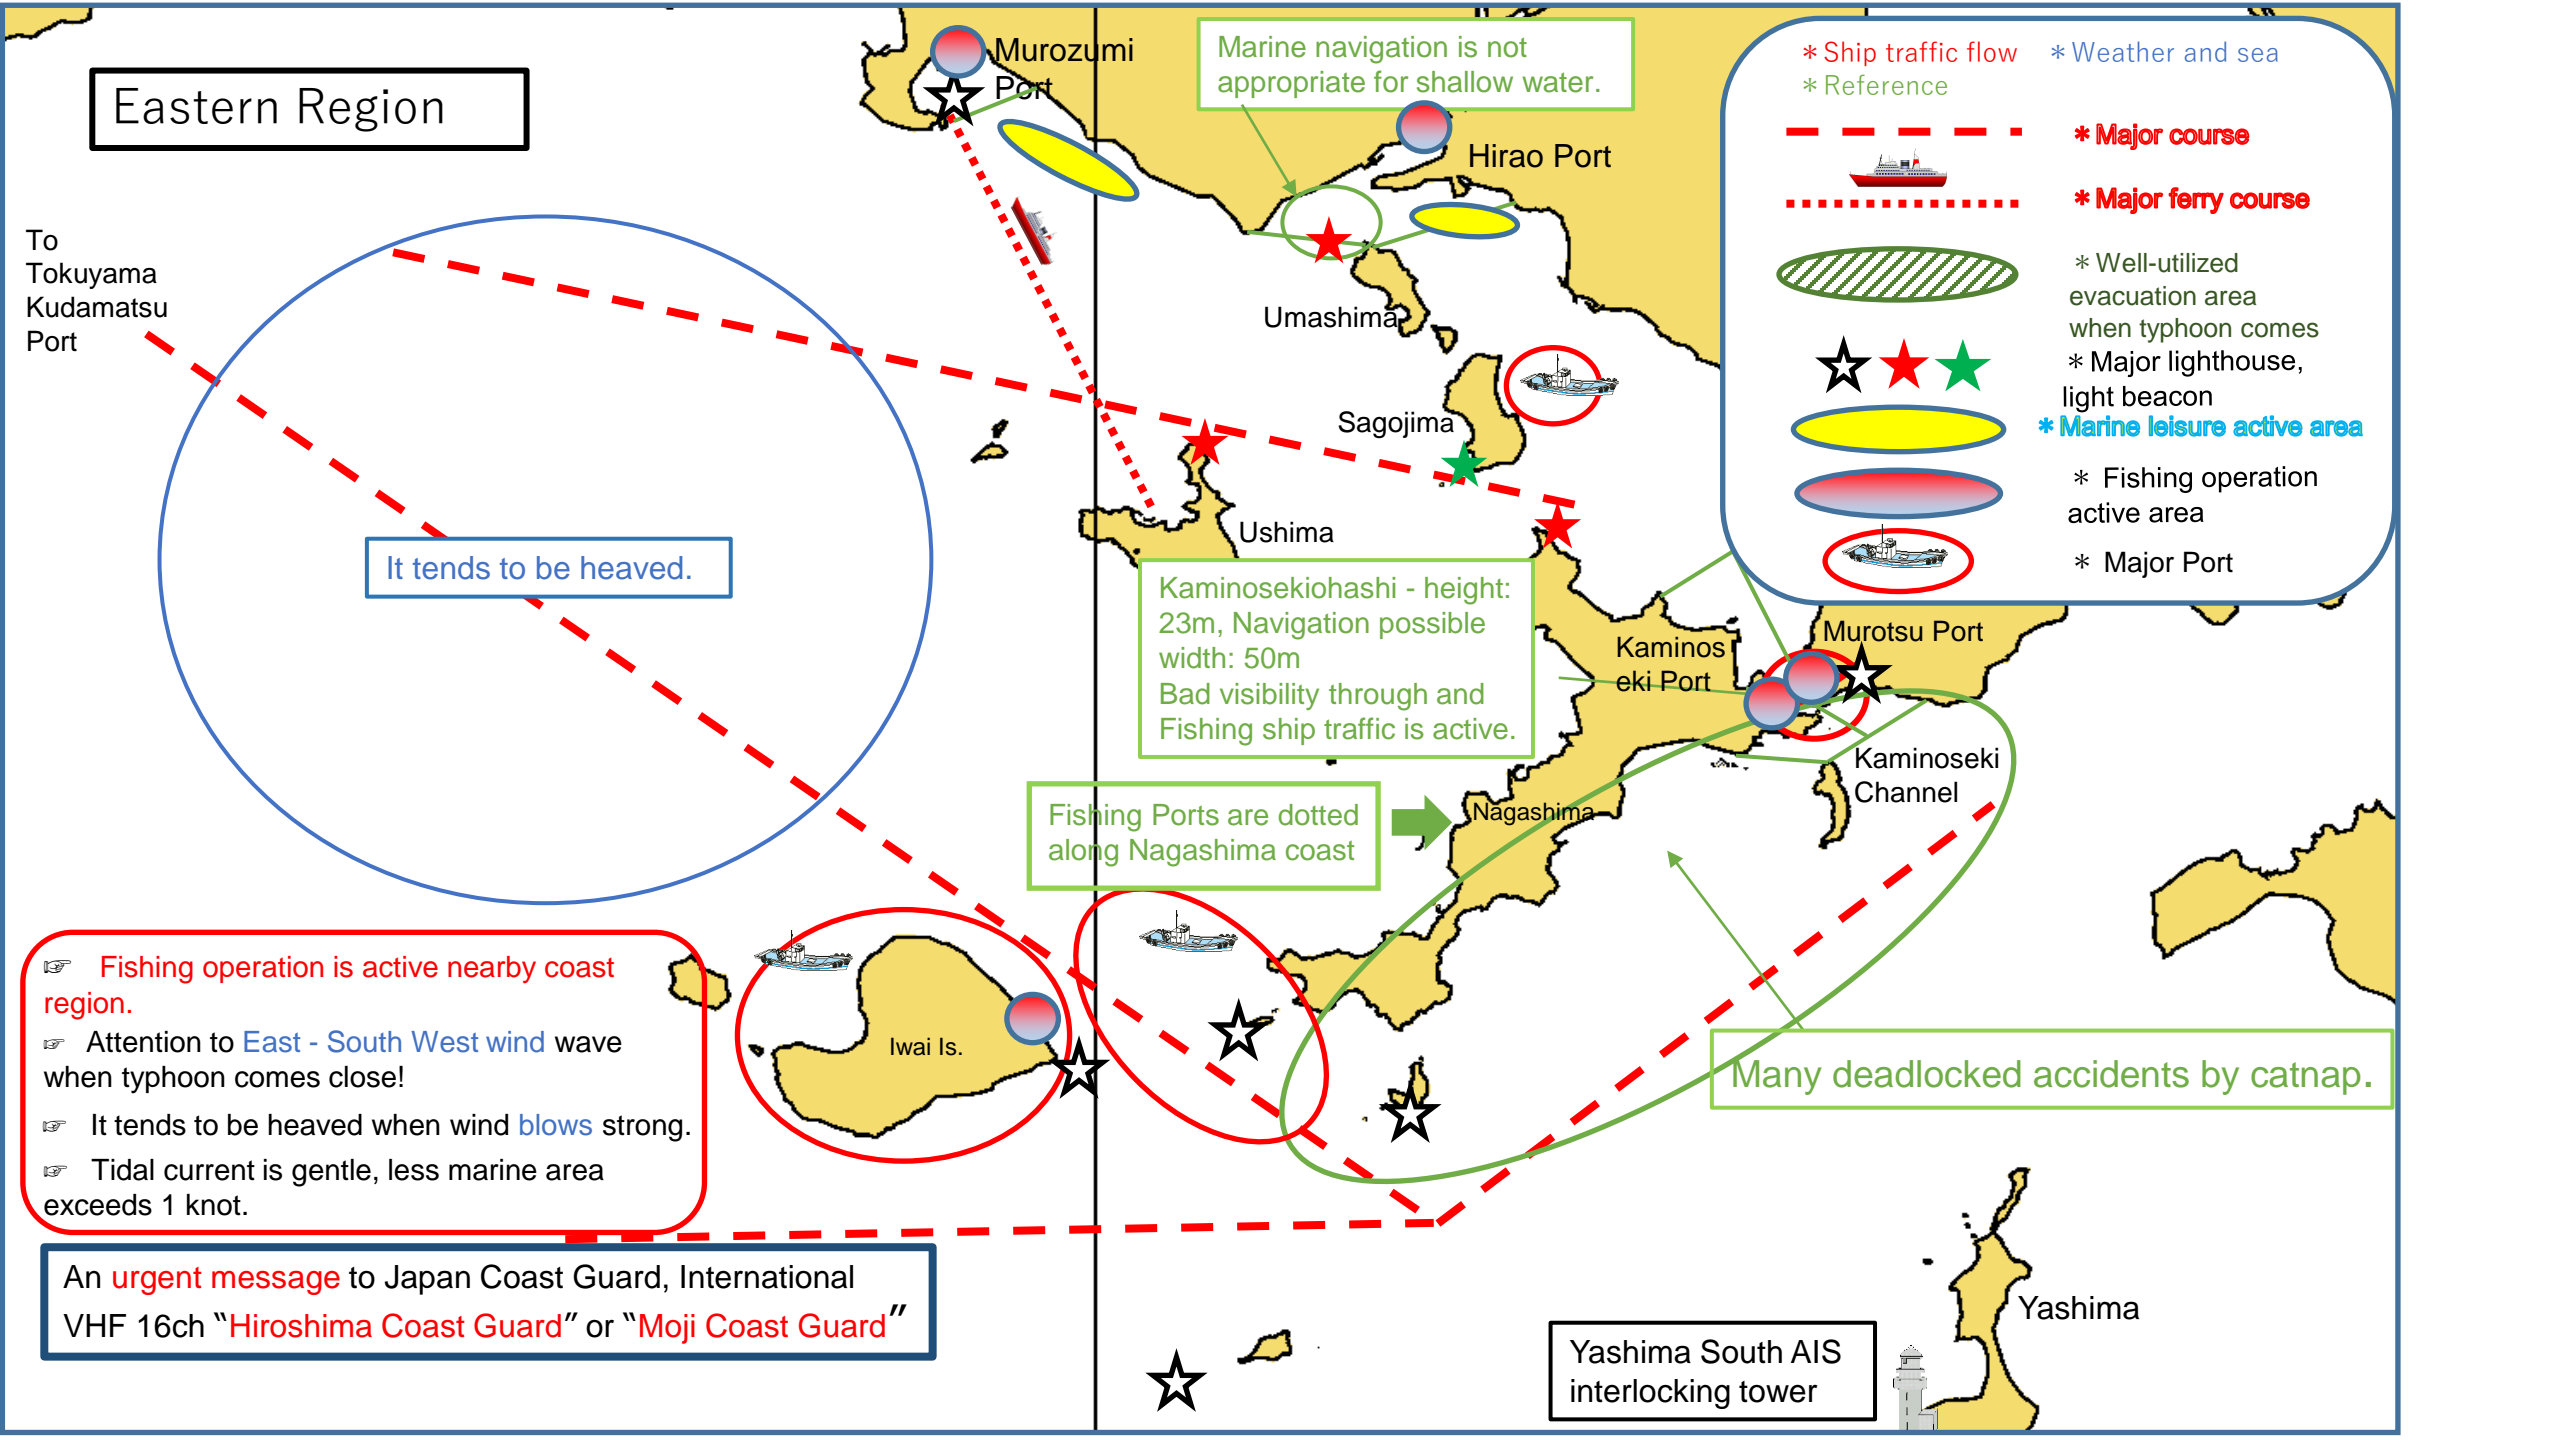 Eastern Region
Murozumi
Port
Marine navigation is not
appropriate for shallow water.
Hirao Port
＊Ship traffic flow ＊Weather and sea
＊Reference
＊Major course
＊Major ferry course
＊Well-utilized
evacuation area
when typhoon comes
＊Major lighthouse,
light beacon
＊Marine leisure active area
＊ Fishing operation
active area
＊ Major Port
To
Tokuyama
Kudamatsu
Port
Umashima
Sagojima
Ushima
It tends to be heaved.
Kaminosekiohashi - height:
23m, Navigation possible
width: 50m
Bad visibility through and
Fishing ship traffic is active.
Kaminos
eki Port
Murotsu Port
Kaminoseki
Channel
Fishing Ports are dotted
along Nagashima coast
Nagashima
☞ Fishing operation is active nearby coast
region.
☞ Attention to East - South West wind wave
when typhoon comes close!
☞ It tends to be heaved when wind blows strong.
☞ Tidal current is gentle, less marine area
exceeds 1 knot.
Iwai Is.
Many deadlocked accidents by catnap.
An urgent message to Japan Coast Guard, International
VHF 16ch “Hiroshima Coast Guard” or “Moji Coast Guard”
Yashima
Yashima South AIS
interlocking tower